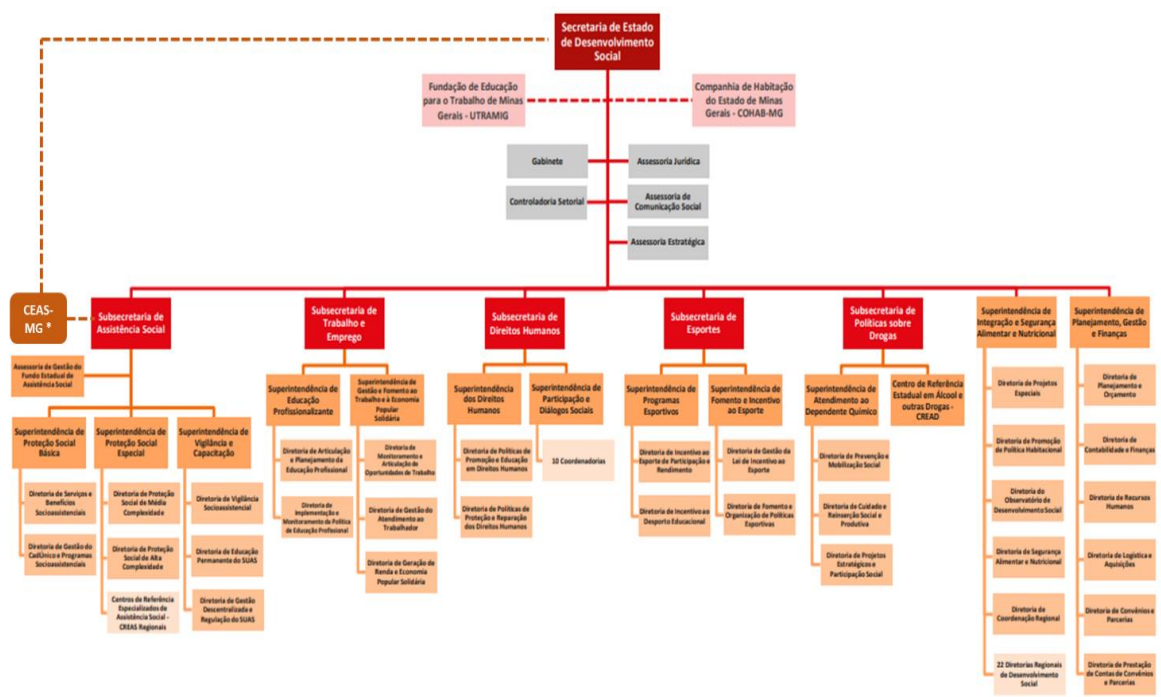 Secretaria de Estado
de Desenvolvimento
Social
Fundação de Educação
para o Trabalho de Minas
Gerais - UTRAMIG
Companhia de Habitação
do Estado de Minas
Gerais - COHAB-MG
Gabinete
Assessoria Jurídica
Controladoria Setorial
Assessoria de
Comunicação Social
Assessoria Estratégica
CEAS-
MG *
Subsecretaria de
Assistência Social
Assessoria de Gestão do
Fundo Estadual de
Assistência Social
Superintendência de
Proteção Social
Básica
Diretoria de Serviços e
Benefícios
Socioassistenciais
Diretoria de Gestão do
CadÚnico e Programas
Socioassistenciais
Superintendência de
Proteção Social
Especial
Diretoria de Proteção
Social de Média
Complexidade
Diretoria de Proteção
Social de Alta
Complexidade
Centros de Referência
Especializados de
Assistência Social -
CREAS Regionais
Superintendência de
Vigilância e
Capacitação
Diretoria de Vigilância
Socioassistencial
Diretoria de Educação
Permanente do SUAS
Diretoria de Gestão
Descentralizada e
Regulação do SUAS
Subsecretaria de
Trabalho e
Emprego
Superintendência de
Educação
Profissionalizante
Diretoria de Articulação
e Planejamento da
Educação Profissional
Diretoria de
Implementação e
Monitoramento da Política
de Educação Profissional
Superintendência de
Gestão e Fomento ao
Trabalho e à Economia
Popular
Solidária
Diretoria de
Monitoramento e
Articulação de
Oportunidades de Trabalho
Diretoria de Gestão do
Atendimento ao
Trabalhador
Diretoria de Geração de
Renda e Economia
Popular Solidária
Subsecretaria de
Direitos Humanos
Superintendência
dos Direitos
Humanos
Diretoria de Políticas de
Promoção e Educação
em Direitos Humanos
Diretoria de Políticas de
Proteção e Reparação
dos Direitos Humanos
Superintendência de
Participação e
Diálogos Sociais
10 Coordenadorias
Subsecretaria de
Esportes
Superintendência de
Programas
Esportivos
Diretoria de Incentivo ao
Esporte de Participação e
Rendimento
Diretoria de Incentivo ao
Desporto Educacional
Superintendência de
Fomento e Incentivo
ao Esporte
Diretoria de Gestão da
Lei de Incentivo ao
Esporte
Diretoria de Fomento e
Organização de Políticas
Esportivas
Subsecretaria de
Políticas sobre
Drogas
Superintendência de
Atendimento ao
Dependente Químico
Diretoria de Prevenção e
Mobilização Social
Diretoria de Cuidado e
Reinserção Social e
Produtiva
Diretoria de Projetos
Estratégicos e
Participação Social
Centro de Referência
Estadual em Álcool e
outras Drogas -
CREAD
Superintendência de
Integração e Segurança
Alimentar e Nutricional
Diretoria de Projetos
Especiais
Diretoria de Promoção
de Política Habitacional
Diretoria do
Observatório de
Desenvolvimento Social
Diretoria de Segurança
Alimentar e Nutricional
Diretoria de
Coordenação Regional
22 Diretorias Regionais
de Desenvolvimento
Social
Superintendência de
Planejamento, Gestão
e Finanças
Diretoria de
Planejamento e
Orçamento
Diretoria de
Contabilidade e Finanças
Diretoria de Recursos
Humanos
Diretoria de Logística e
Aquisições
Diretoria de Convênios e
Parcerias
Diretoria de Prestação
de Contas de Convênios
e Parcerias